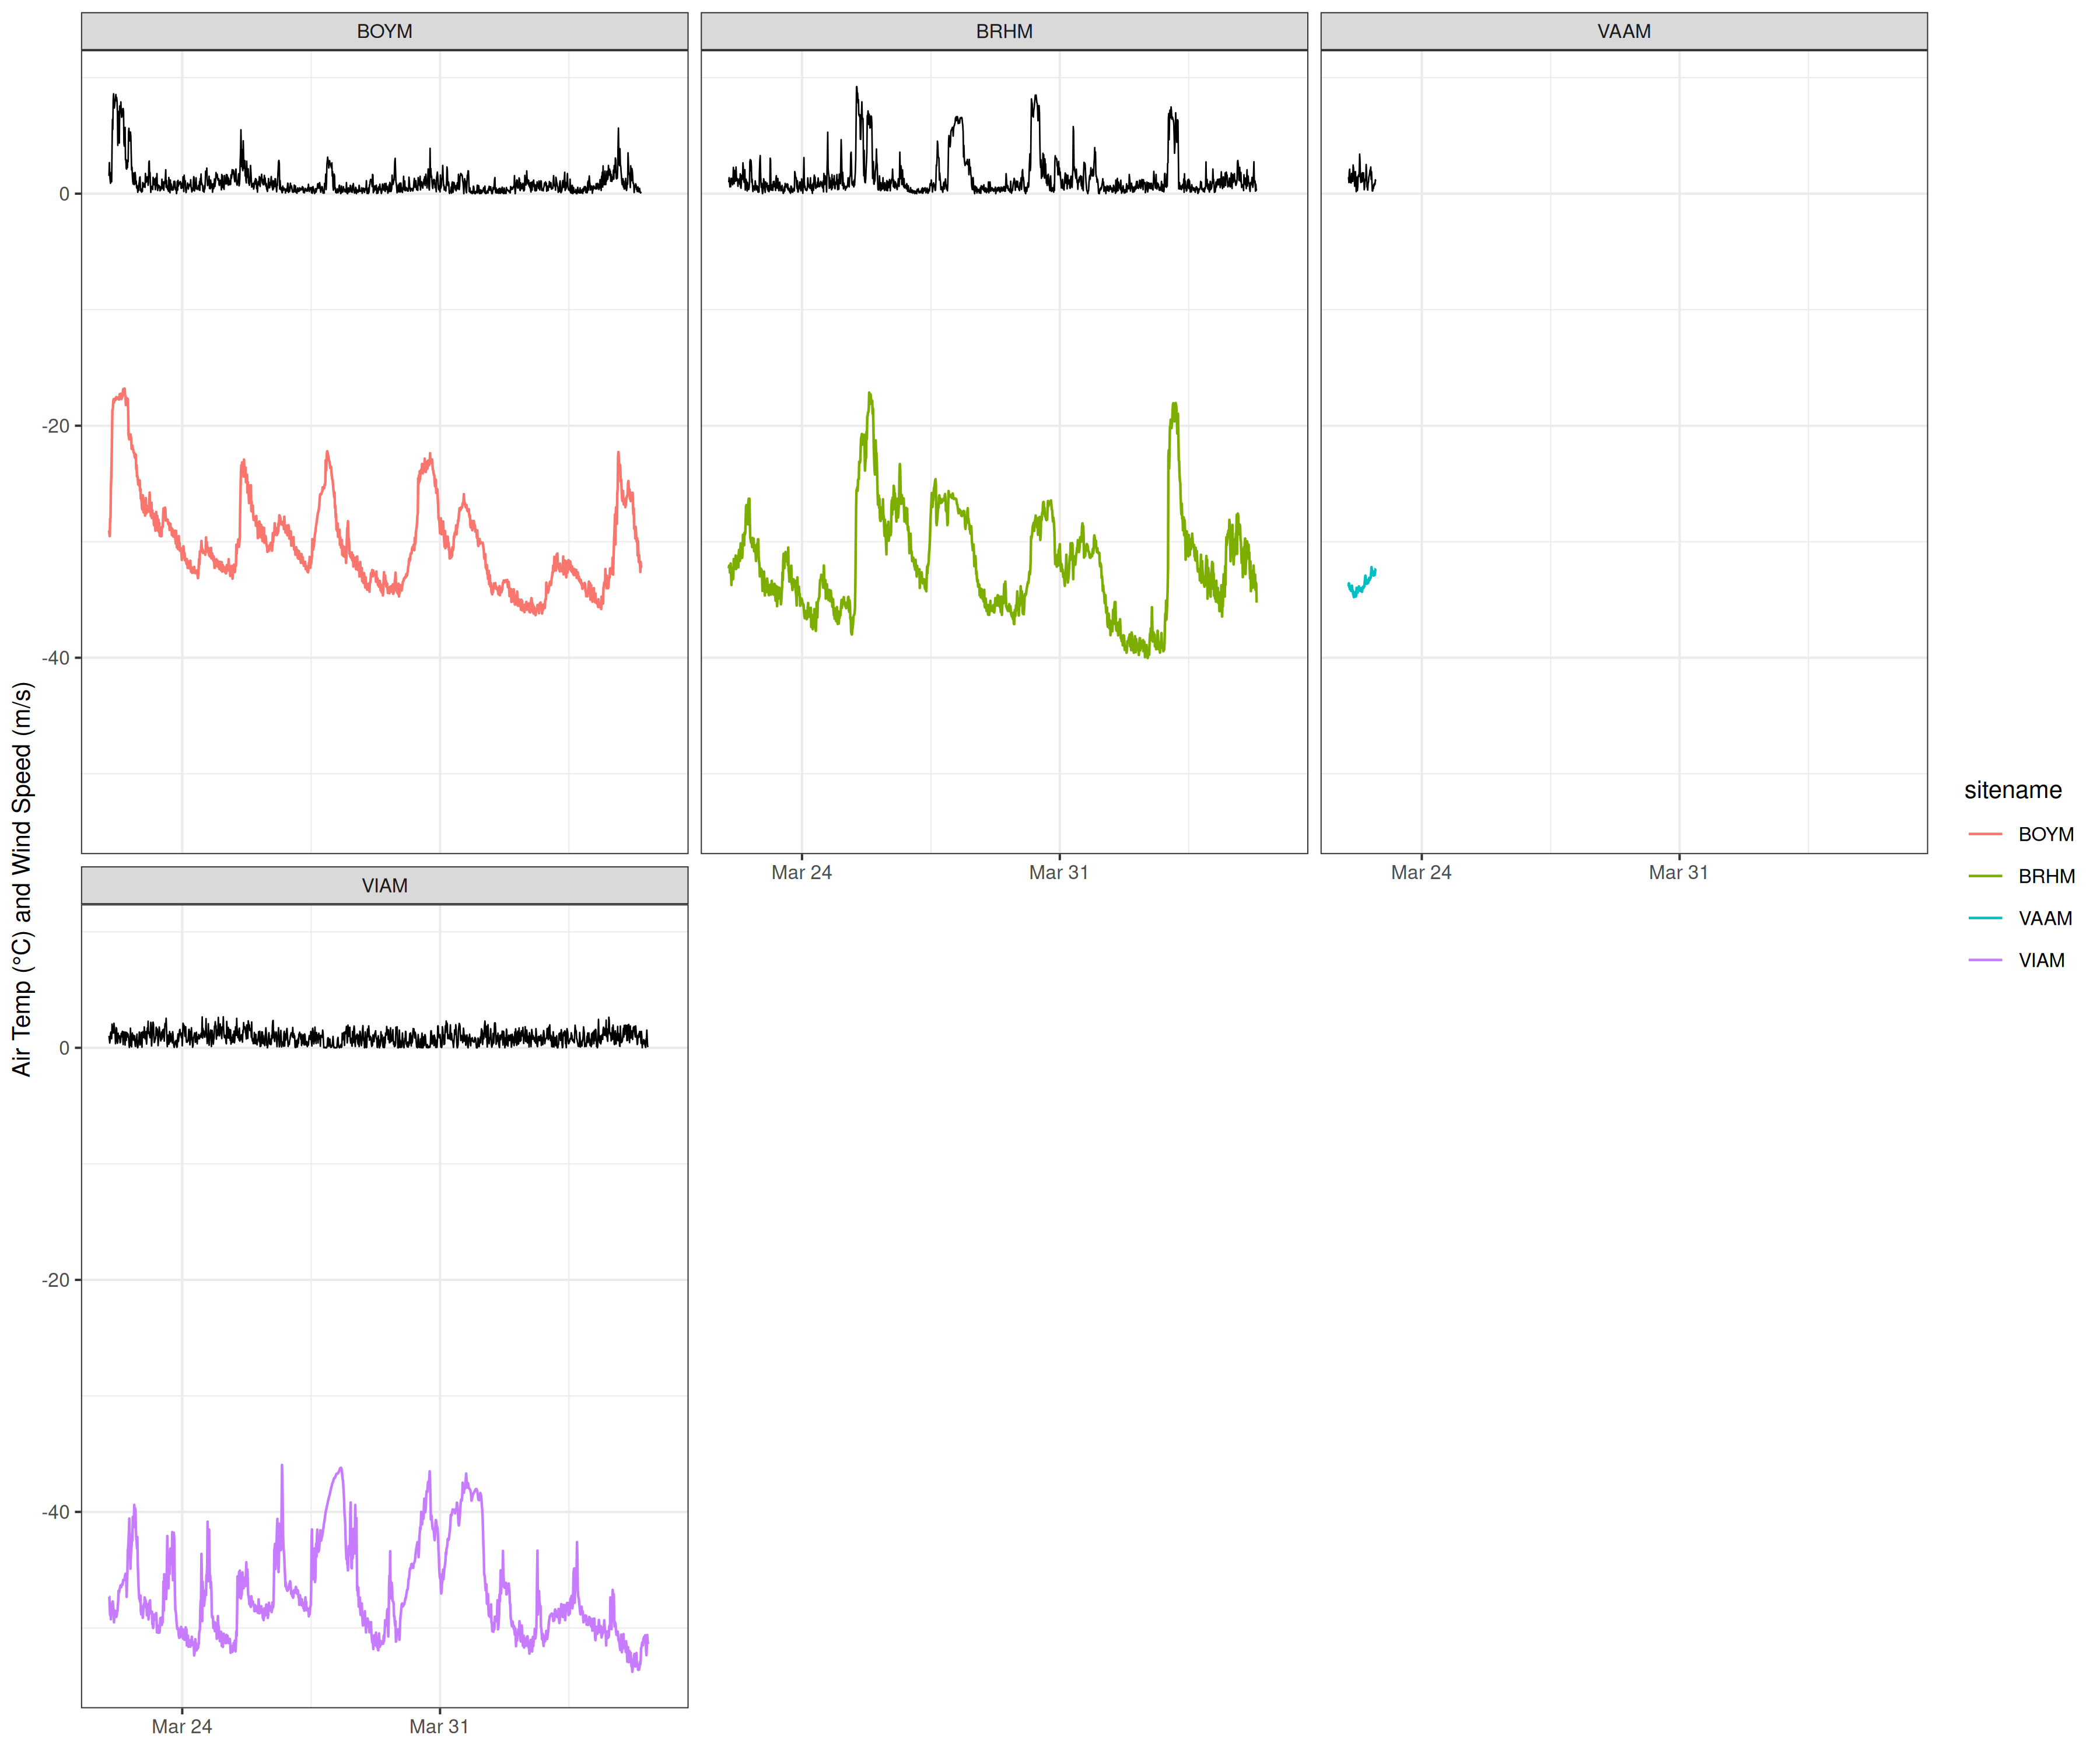 BOYM
BRHM
VAAM
0
-20
-40
Mar 24
Mar 31
Mar 24
Mar 31
VIAM
0
-20
-40
Mar 24
Mar 31
Air Temp (°C) and Wind Speed (m/s)
sitename
BOYM
BRHM
VAAM
VIAM